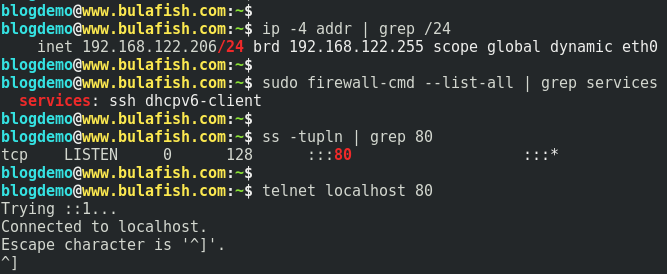 blogdemo@www.bulafish.com:~$
blogdemo@www.bulafish.com:~$ ip -4 addr | grep /24
    inet 192.168.122.206/24 brd 192.168.122.255 scope global dynamic eth0
blogdemo@www.bulafish.com:~$
blogdemo@www.bulafish.com:~$ sudo firewall-cmd --list-all | grep services
  services: ssh dhcpv6-client
blogdemo@www.bulafish.com:~$
blogdemo@www.bulafish.com:~$ ss -tupln | grep 80
tcp    LISTEN     0      128      :::80                   :::*
blogdemo@www.bulafish.com:~$
blogdemo@www.bulafish.com:~$ telnet localhost 80
Trying ::1...
Connected to localhost.
Escape character is '^]'.
^]